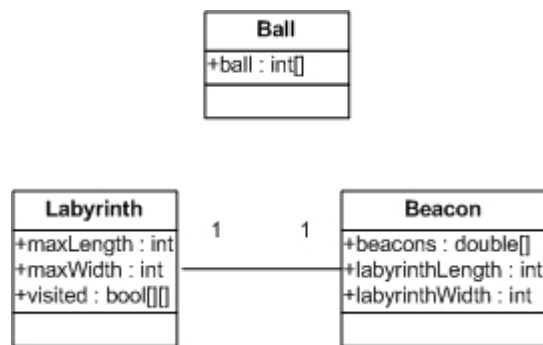 Ball
+ball : int[]
Labyrinth
+maxLength : int
+maxWidth : int
+visited : bool[][]
1
1
Beacon
+beacons : double[]
+labyrinthLength : int
+labyrinthWidth : int